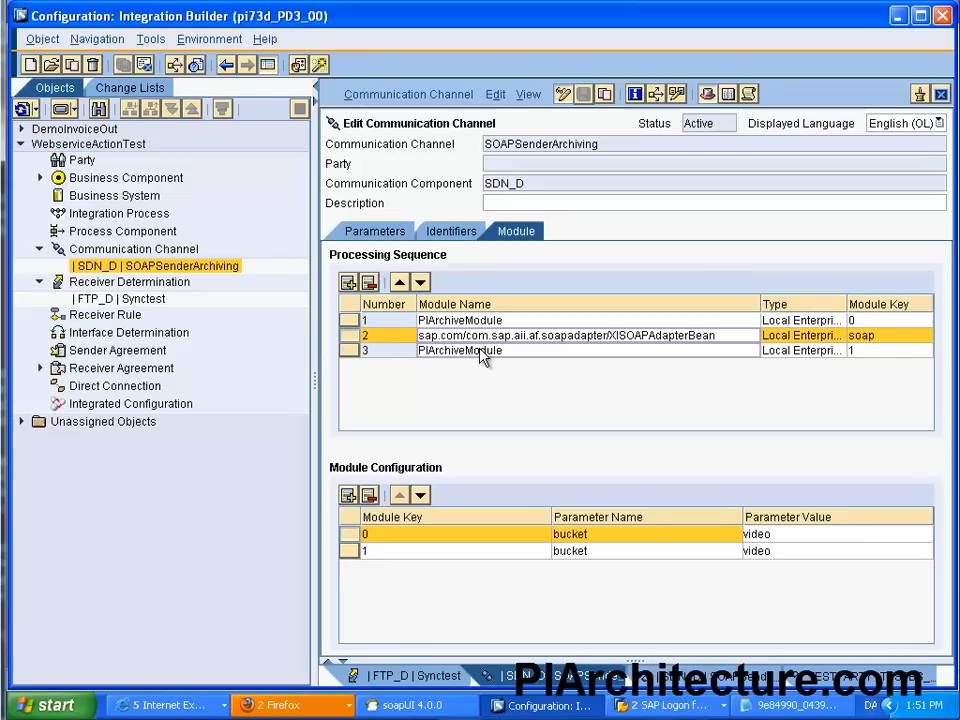 Configuration: Integration Builder (pi73d_PD3_00)
Object Navigation Tools Environment Help
Objects Change Lists
DemoInvoiceOut
WebserviceActionTest
Party
Business Component
Business System
Integration Process
Process Component
Communication Channel
| SDN_D | SOAPSenderArchiving
Receiver Determination
| FTP_D | Synctest
Receiver Rule
Interface Determination
Sender Agreement
Receiver Agreement
Direct Connection
Integrated Configuration
Unassigned Objects
Communication Channel Edit View
Edit Communication Channel Status Active Displayed Language English (OL)
Communication Channel SOAPSenderArchiving
Party
Communication Component SDN_D
Description
Parameters Identifiers Module
Processing Sequence
Number Module Name Type Module Key
1 PIArchiveModule Local Enterpri... 0
2 sap.com/com.sap.aii.af.soapadapter/XISOAPAdapterBean Local Enterpri... soap
3 PIArchiveModule Local Enterpri... 1
Module Configuration
Module Key Parameter Name Parameter Value
0 bucket video
1 bucket video
| FTP_D | Synctest
PIArchitecture.com
start 5 Internet Ex... 2 Firefox soapUI 4.0.0 Configuration: I... 2 SAP Logon f... 9e84990_0439... DA 1:51 PM